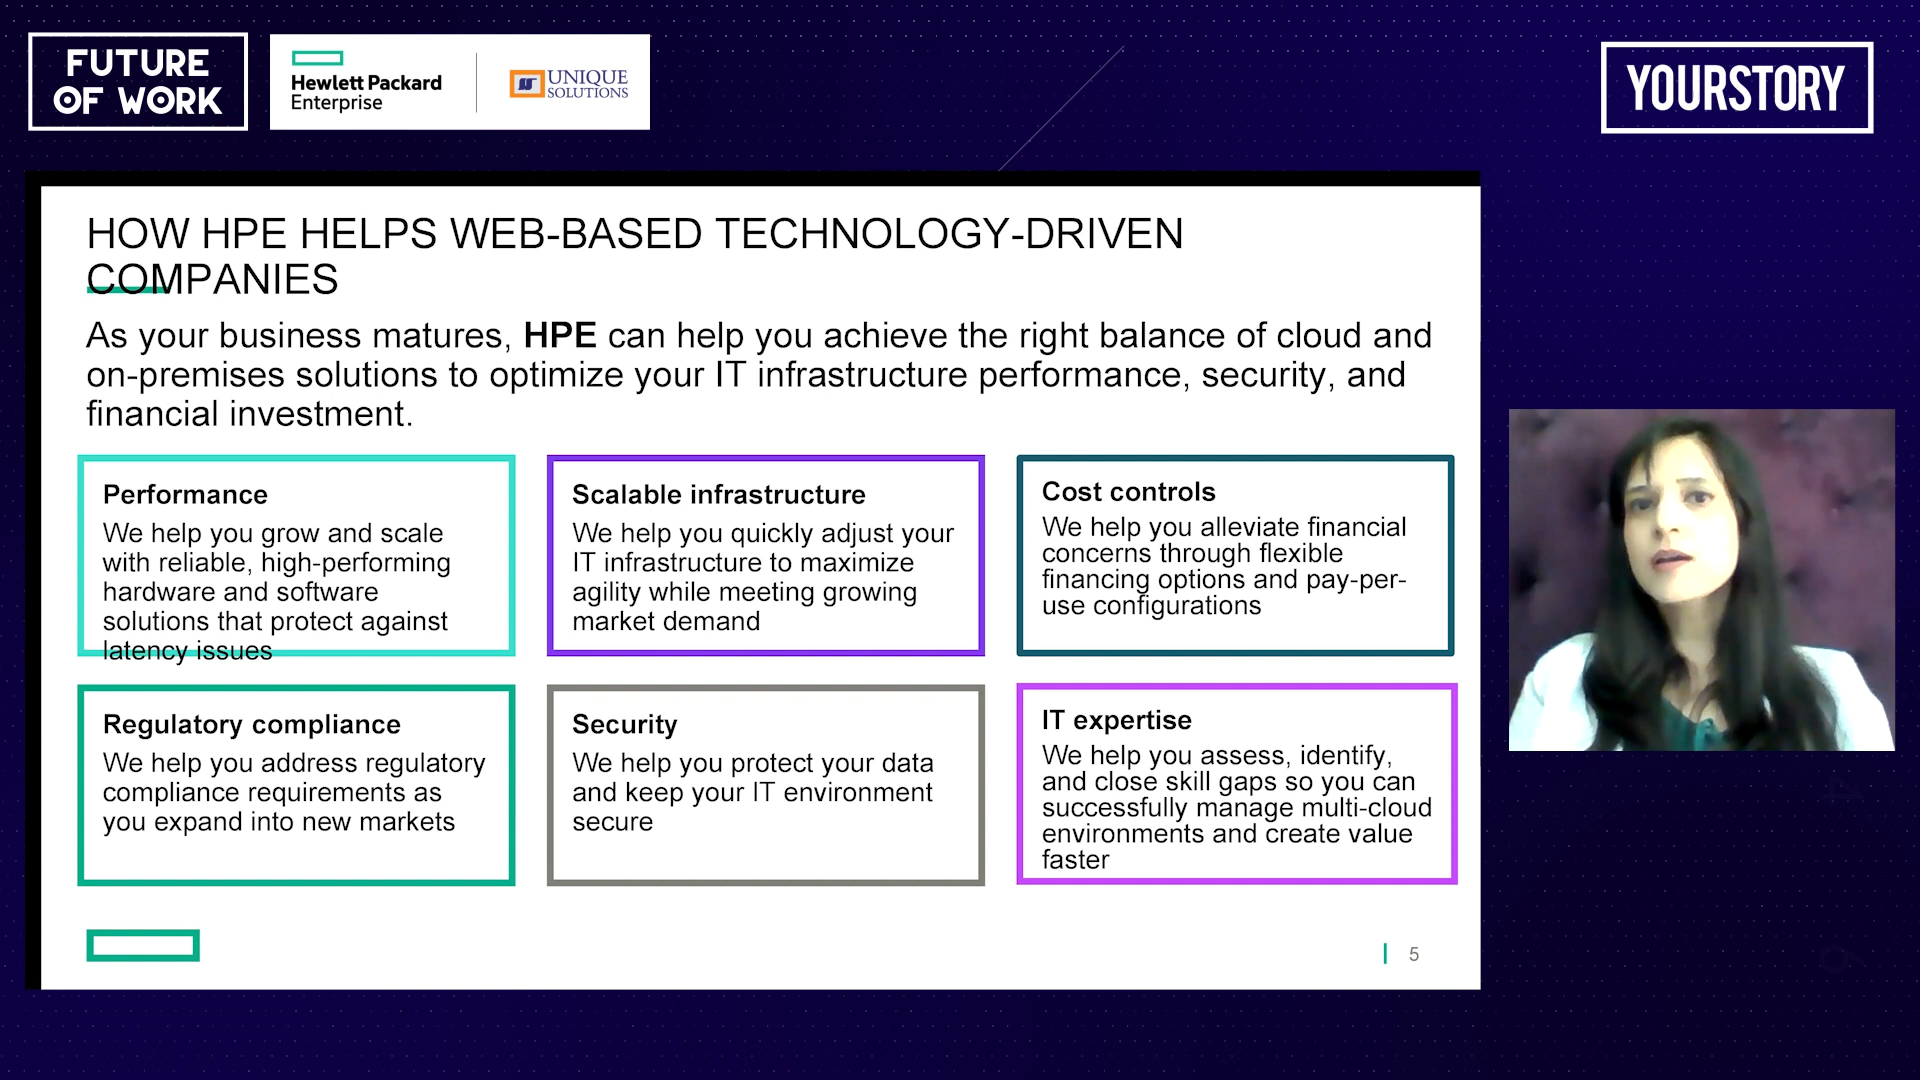 FUTURE
OF WORK
Hewlett Packard
Enterprise
UNIQUE
SOLUTIONS
YOURSTORY
HOW HPE HELPS WEB-BASED TECHNOLOGY-DRIVEN
COMPANIES
As your business matures, HPE can help you achieve the right balance of cloud and
on-premises solutions to optimize your IT infrastructure performance, security, and
financial investment.
Performance
We help you grow and scale
with reliable, high-performing
hardware and software
solutions that protect against
latency issues
Scalable infrastructure
We help you quickly adjust your
IT infrastructure to maximize
agility while meeting growing
market demand
Cost controls
We help you alleviate financial
concerns through flexible
financing options and pay-per-
use configurations
Regulatory compliance
We help you address regulatory
compliance requirements as
you expand into new markets
Security
We help you protect your data
and keep your IT environment
secure
IT expertise
We help you assess, identify,
and close skill gaps so you can
successfully manage multi-cloud
environments and create value
faster
5